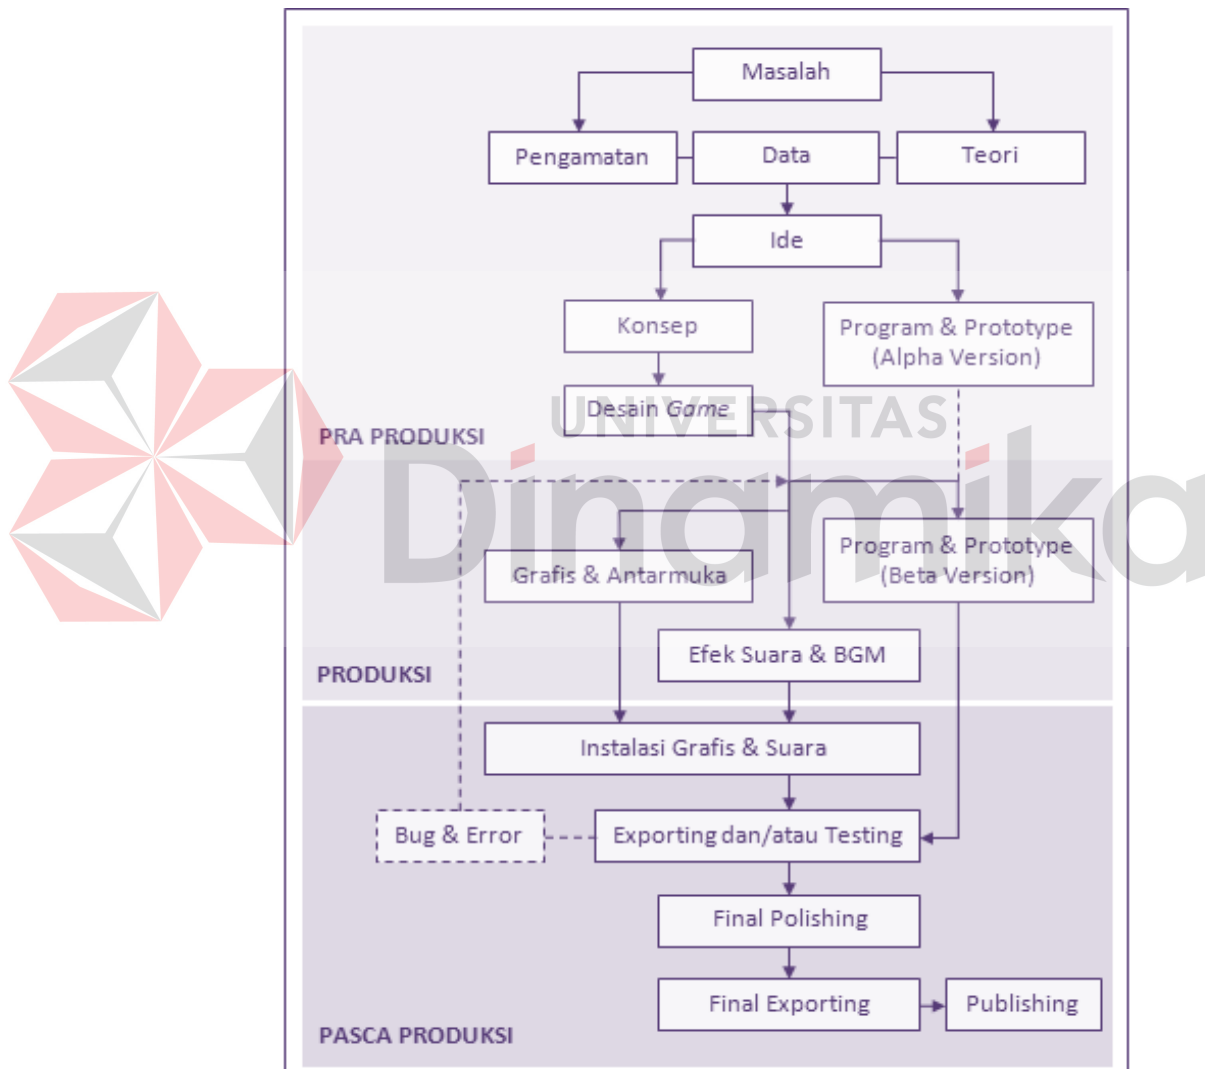 Masalah
Pengamatan
Data
Teori
Ide
Konsep
Program & Prototype
(Alpha Version)
Desain Game
UNIVERSITAS
PRA PRODUKSI
Dinamika
Program & Prototype
(Beta Version)
Grafis & Antarmuka
Efek Suara & BGM
PRODUKSI
Instalasi Grafis & Suara
Bug & Error
Exporting dan/atau Testing
Final Polishing
Final Exporting
Publishing
PASCA PRODUKSI